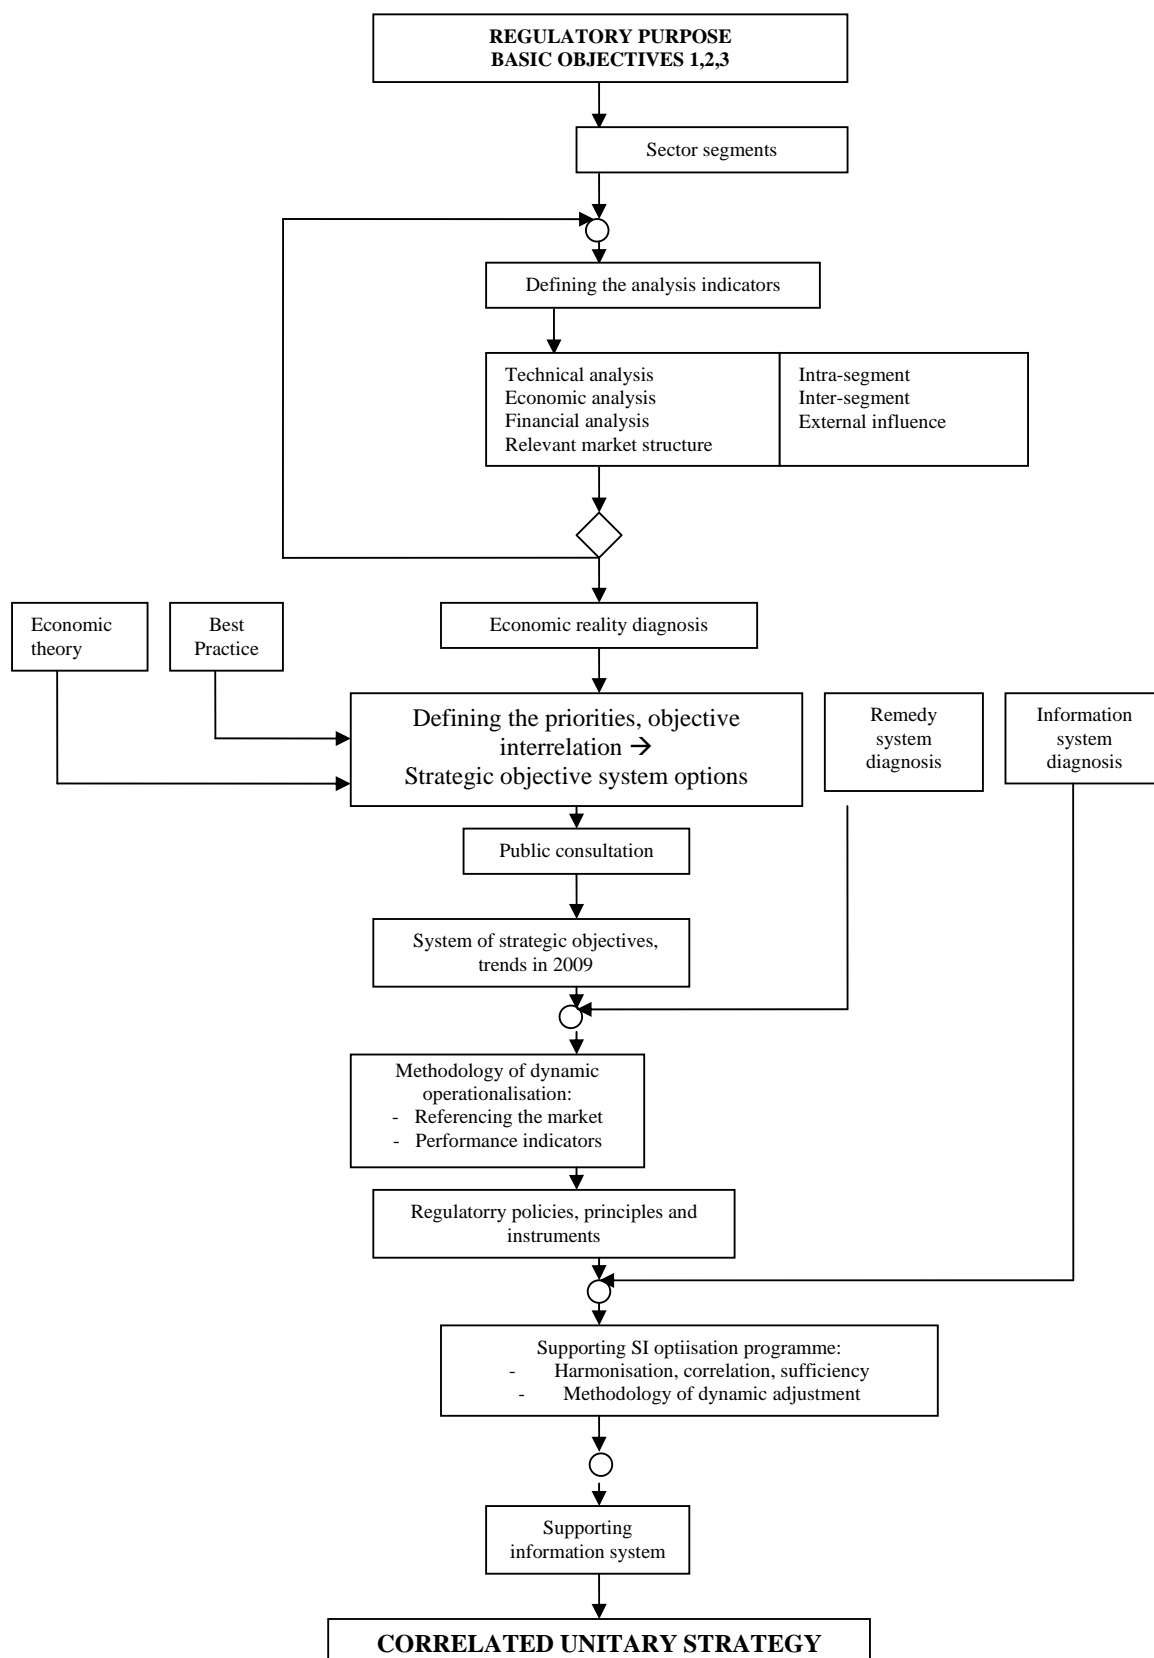 REGULATORY PURPOSE
BASIC OBJECTIVES 1,2,3
Sector segments
Defining the analysis indicators
Technical analysis
Economic analysis
Financial analysis
Relevant market structure
Intra-segment
Inter-segment
External influence
Economic
theory
Best
Practice
Economic reality diagnosis
Defining the priorities, objective
interrelation →
Strategic objective system options
Remedy
system
diagnosis
Information
system
diagnosis
Public consultation
System of strategic objectives,
trends in 2009
Methodology of dynamic
operationalisation:
- Referencing the market
- Performance indicators
Regulatorry policies, principles and
instruments
Supporting SI optiisation programme:
- Harmonisation, correlation, sufficiency
- Methodology of dynamic adjustment
Supporting
information system
CORRELATED UNITARY STRATEGY